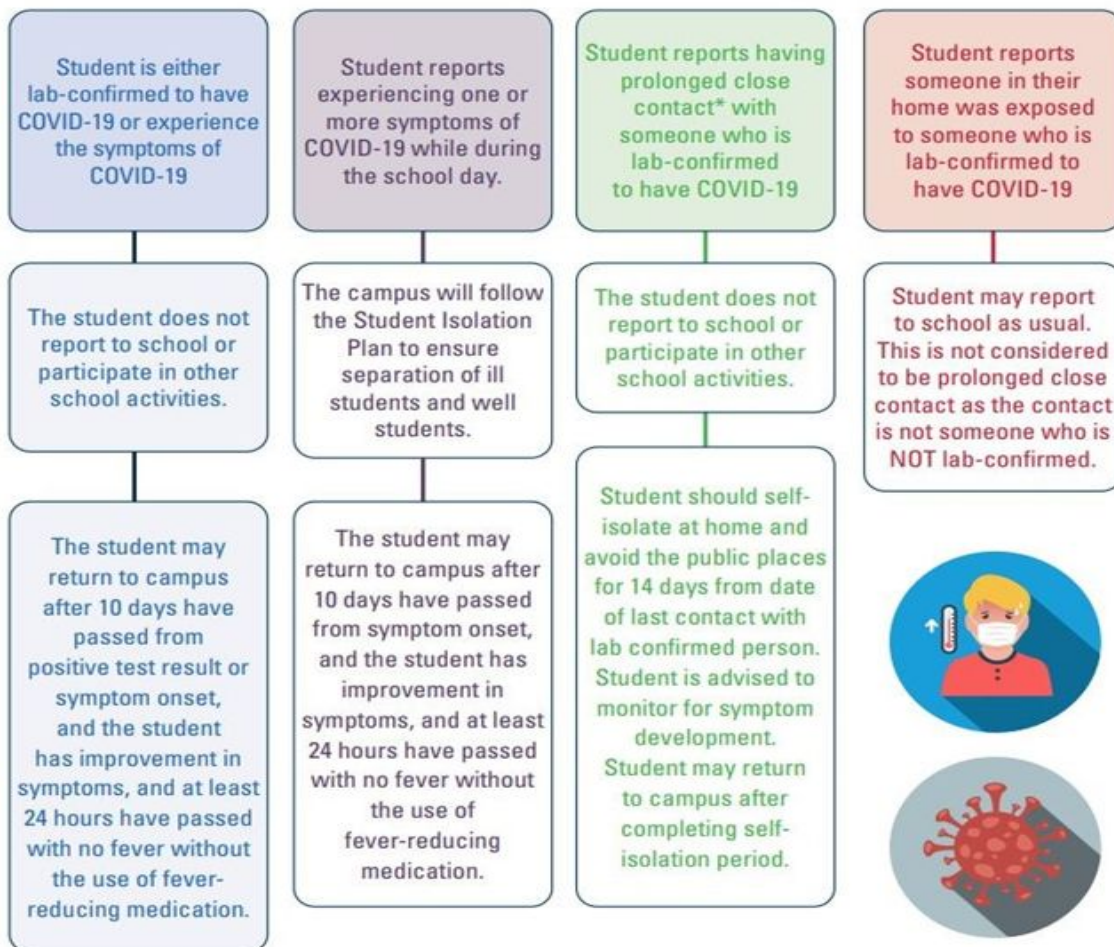 Student is either
lab-confirmed to have
COVID-19 or experience
the symptoms of
COVID-19
The student does not
report to school or
participate in other
school activities.
The student may
return to campus
after 10 days have
passed from
positive test result or
symptom onset,
and the student
has improvement in
symptoms, and at least
24 hours have passed
with no fever without
the use of fever-
reducing medication.
Student reports
experiencing one or
more symptoms of
COVID-19 while during
the school day.
The campus will follow
the Student Isolation
Plan to ensure
separation of ill
students and well
students.
The student may
return to campus after
10 days have passed
from symptom onset,
and the student has
improvement in
symptoms, and at least
24 hours have passed
with no fever without
the use of
fever-reducing
medication.
Student reports having
prolonged close
contact* with
someone who is
lab-confirmed
to have COVID-19
The student does not
report to school or
participate in other
school activities.
Student should self-
isolate at home and
avoid the public places
for 14 days from date
of last contact with
lab confirmed person.
Student is advised to
monitor for symptom
development.
Student may return
to campus after
completing self-
isolation period.
Student reports
someone in their
home was exposed
to someone who is
lab-confirmed to
have COVID-19
Student may report
to school as usual.
This is not considered
to be prolonged close
contact as the contact
is not someone who is
NOT lab-confirmed.